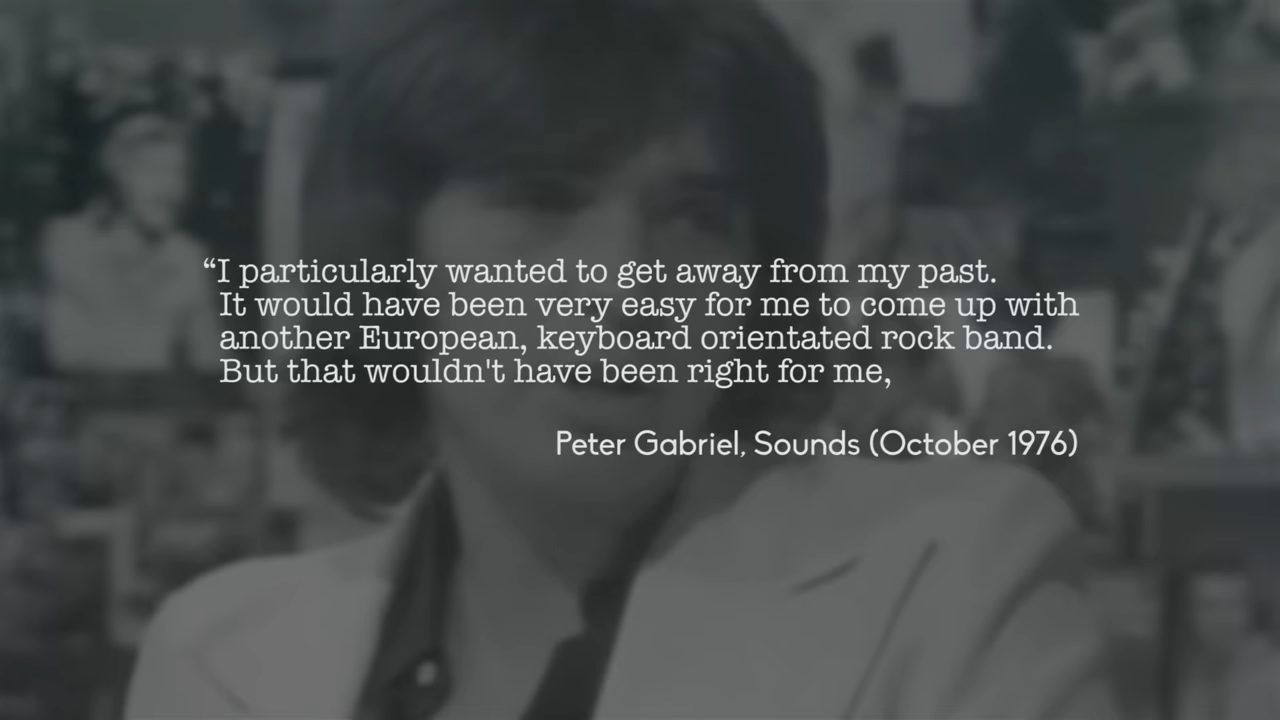 “I particularly wanted to get away from my past.
It would have been very easy for me to come up with
another European, keyboard orientated rock band.
But that wouldn't have been right for me,
Peter Gabriel, Sounds (October 1976)